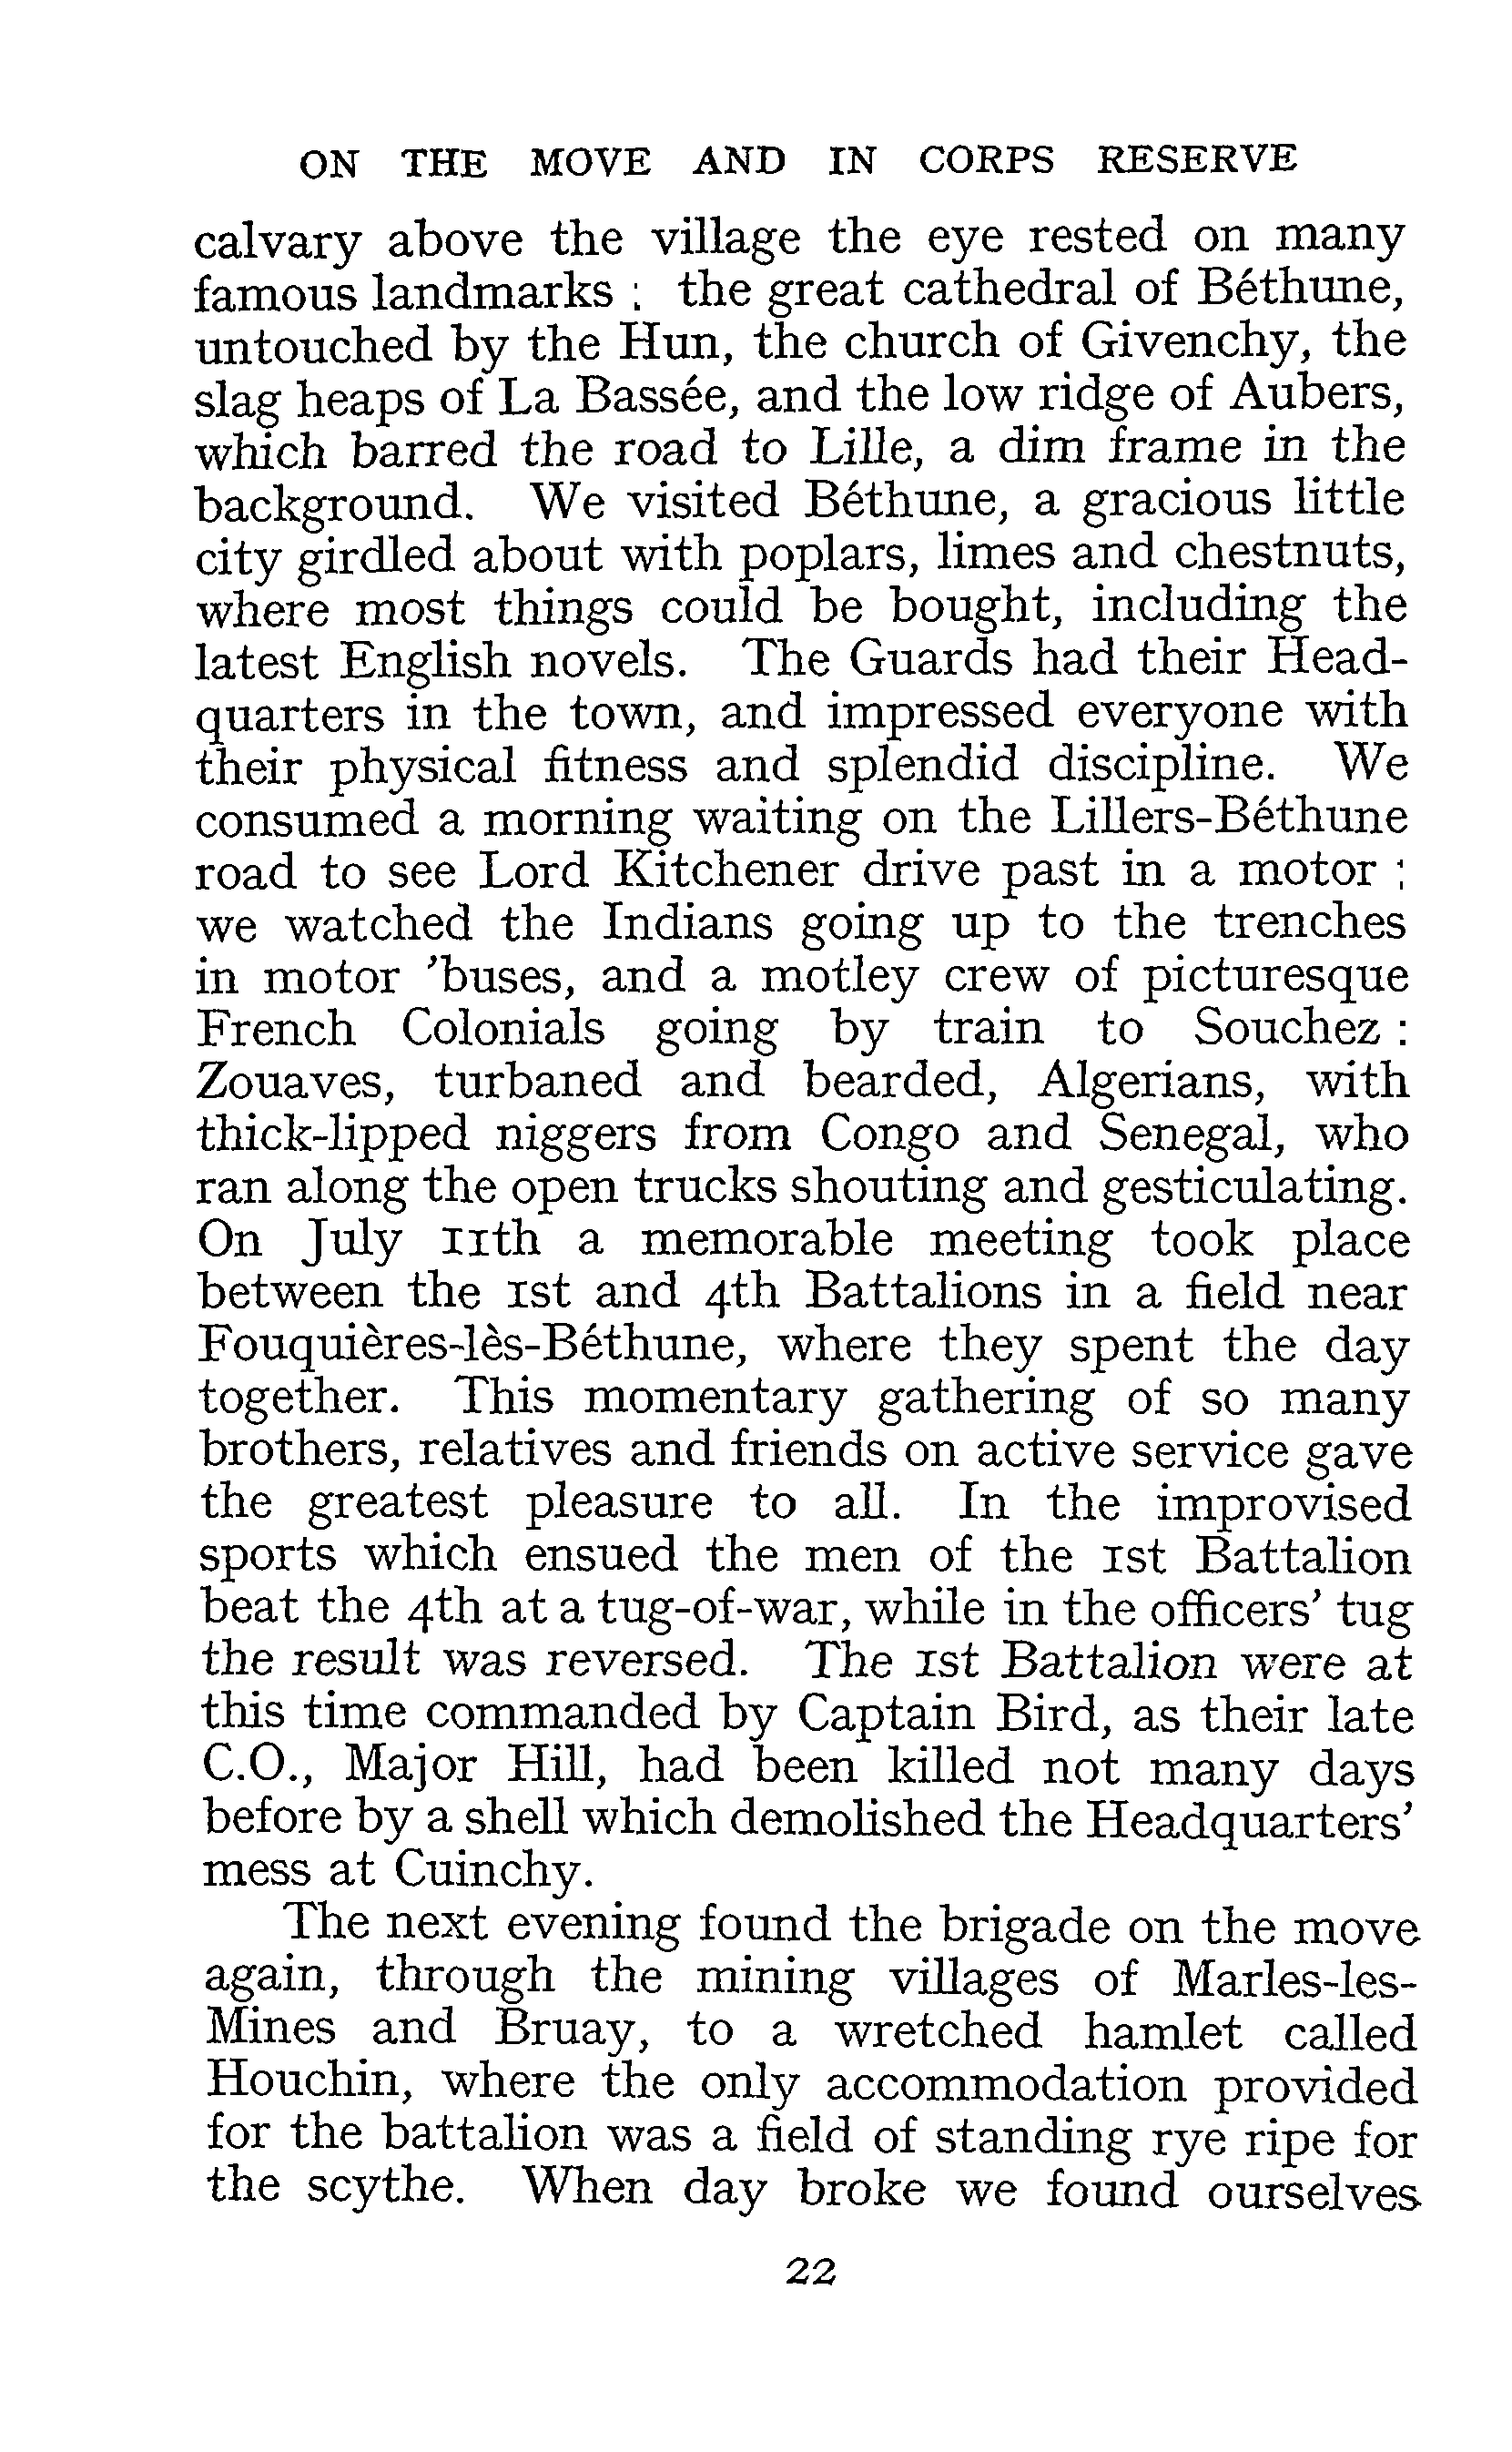 ON THE MOVE AND IN CORPS RESERVE
calvary above the village the eye rested on many
famous landmarks ; the great cathedral of Béthune,
untouched by the Hun, the church of Givenchy, the
slag heaps of La Bassée, and the low ridge of Aubers,
which barred the road to Lille, a dim frame in the
background. We visited Béthune, a gracious little
city girdled about with poplars, limes and chestnuts,
where most things could be bought, including the
latest English novels. The Guards had their Head-
quarters in the town, and impressed everyone with
their physical fitness and splendid discipline. We
consumed a morning waiting on the Lillers-Béthune
road to see Lord Kitchener drive past in a motor ;
we watched the Indians going up to the trenches
in motor 'buses, and a motley crew of picturesque
French Colonials going by train to Souchez :
Zouaves, turbaned and bearded, Algerians, with
thick-lipped niggers from Congo and Senegal, who
ran along the open trucks shouting and gesticulating.
On July 11th a memorable meeting took place
between the 1st and 4th Battalions in a field near
Fouquières-lès-Béthune, where they spent the day
together. This momentary gathering of so many
brothers, relatives and friends on active service gave
the greatest pleasure to all. In the improvised
sports which ensued the men of the 1st Battalion
beat the 4th at a tug-of-war, while in the officers' tug
the result was reversed. The 1st Battalion were at
this time commanded by Captain Bird, as their late
C.O., Major Hill, had been killed not many days
before by a shell which demolished the Headquarters'
mess at Cuinchy.
The next evening found the brigade on the move
again, through the mining villages of Marles-les-
Mines and Bruay, to a wretched hamlet called
Houchin, where the only accommodation provided
for the battalion was a field of standing rye ripe for
the scythe. When day broke we found ourselves
22